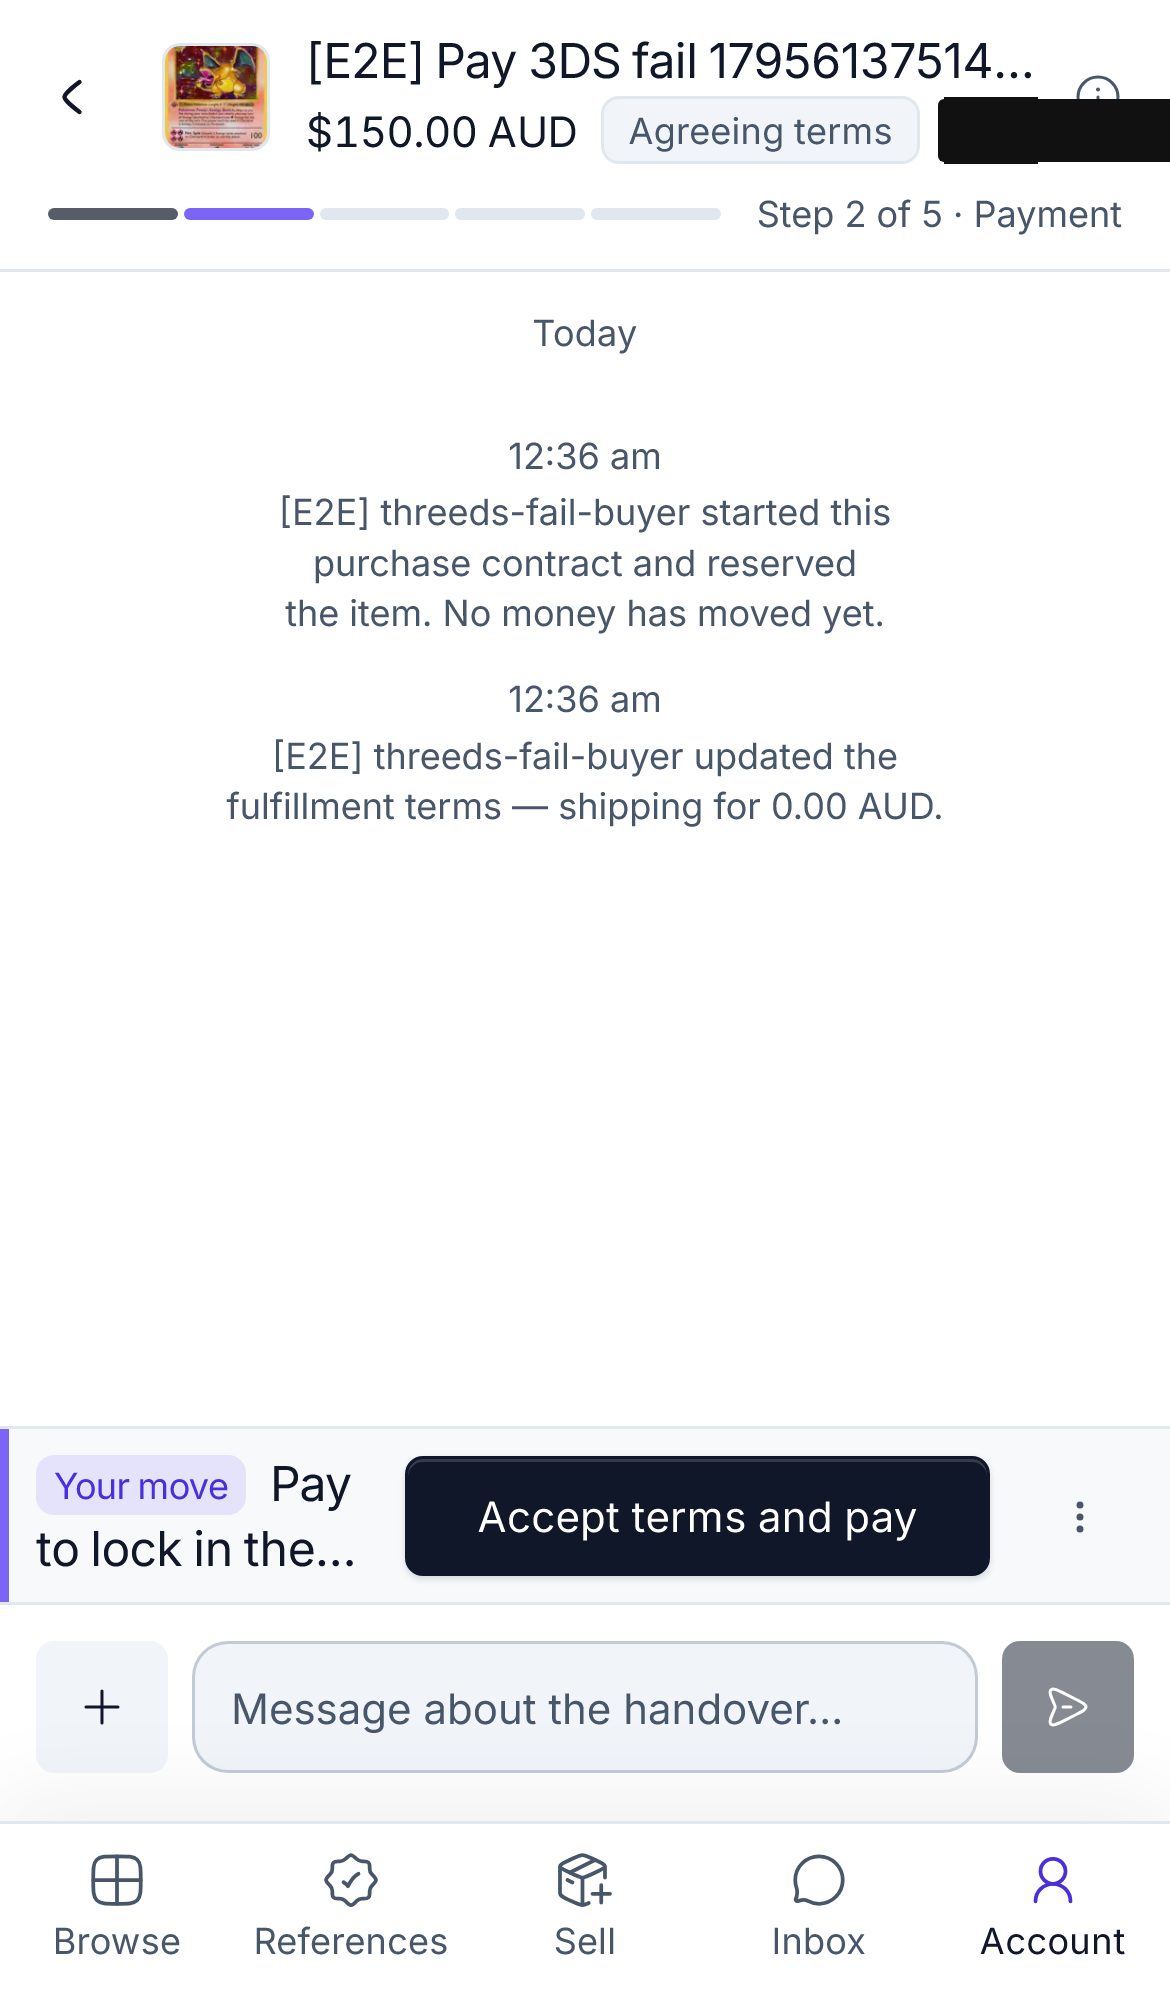 [E2E] Pay 3DS fail 17956137514...
$150.00 AUD
Agreeing terms
Step 2 of 5 · Payment
Today
12:36 am
[E2E] threeds-fail-buyer started this
purchase contract and reserved
the item. No money has moved yet.
12:36 am
[E2E] threeds-fail-buyer updated the
fulfillment terms — shipping for 0.00 AUD.
Your move Pay
to lock in the...
Accept terms and pay
Message about the handover...
Browse
References
Sell
Inbox
Account